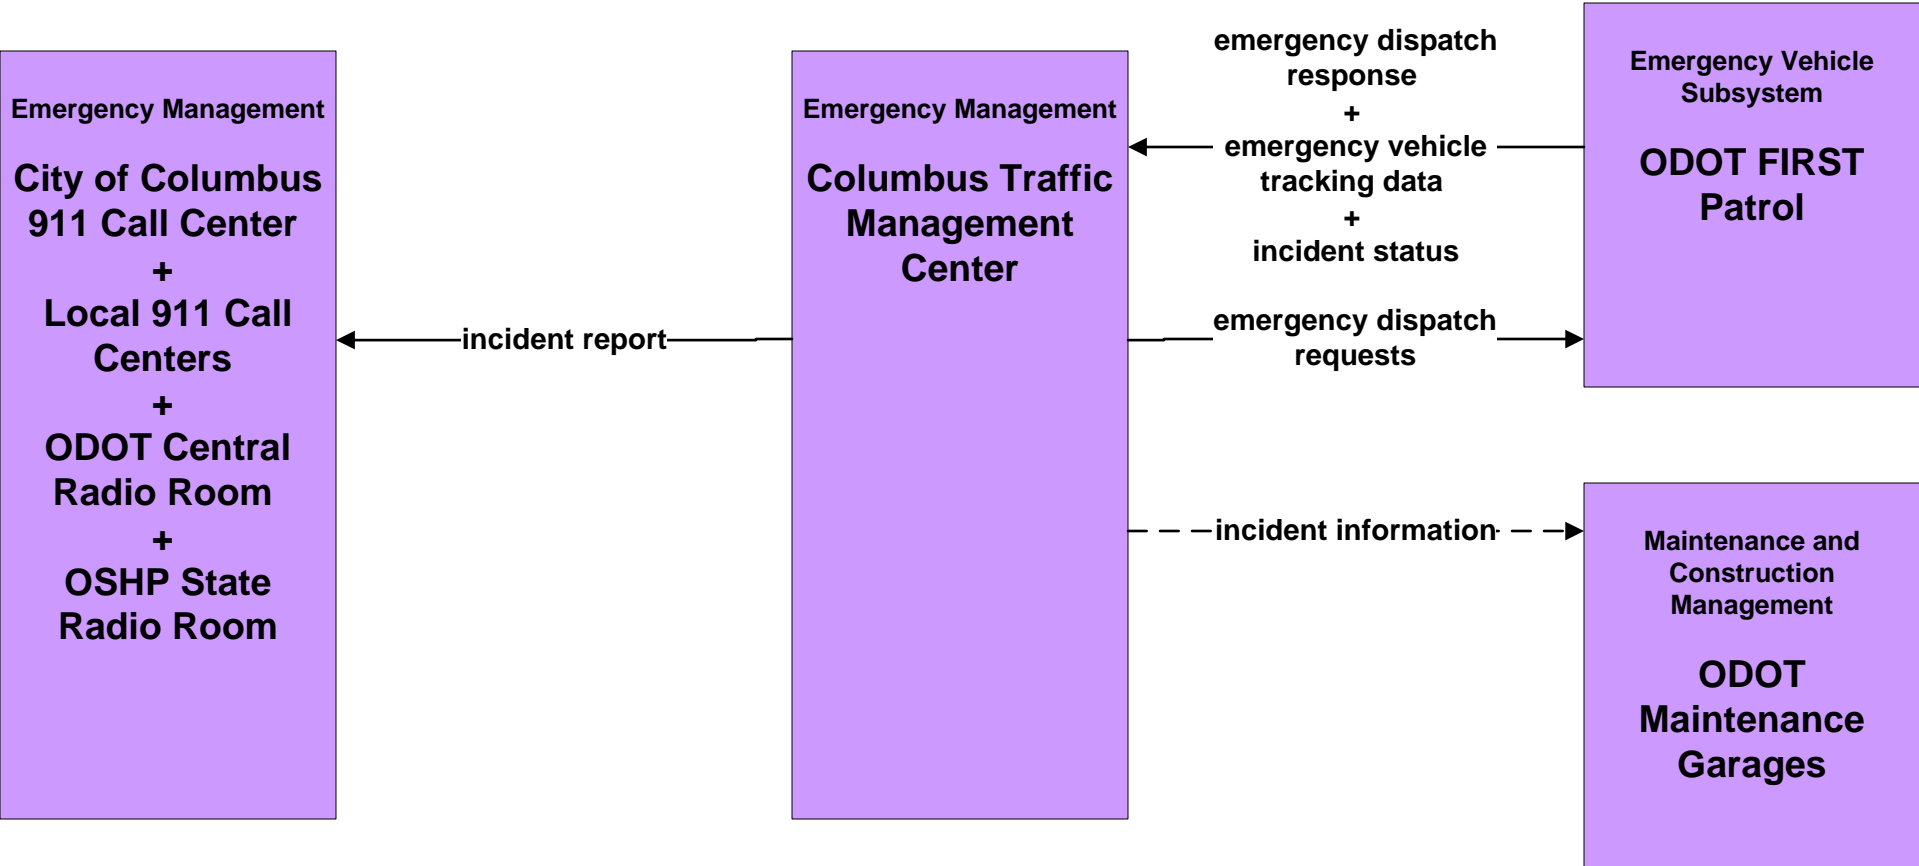 Emergency Management
City of Columbus
911 Call Center
+
Local 911 Call
Centers
+
ODOT Central
Radio Room
+
OSHP State
Radio Room
incident report
Emergency Management
Columbus Traffic
Management
Center
emergency dispatch
response
+
emergency vehicle
tracking data
+
incident status
emergency dispatch
requests
incident information
Emergency Vehicle
Subsystem
ODOT FIRST
Patrol
Maintenance and
Construction
Management
ODOT
Maintenance
Garages